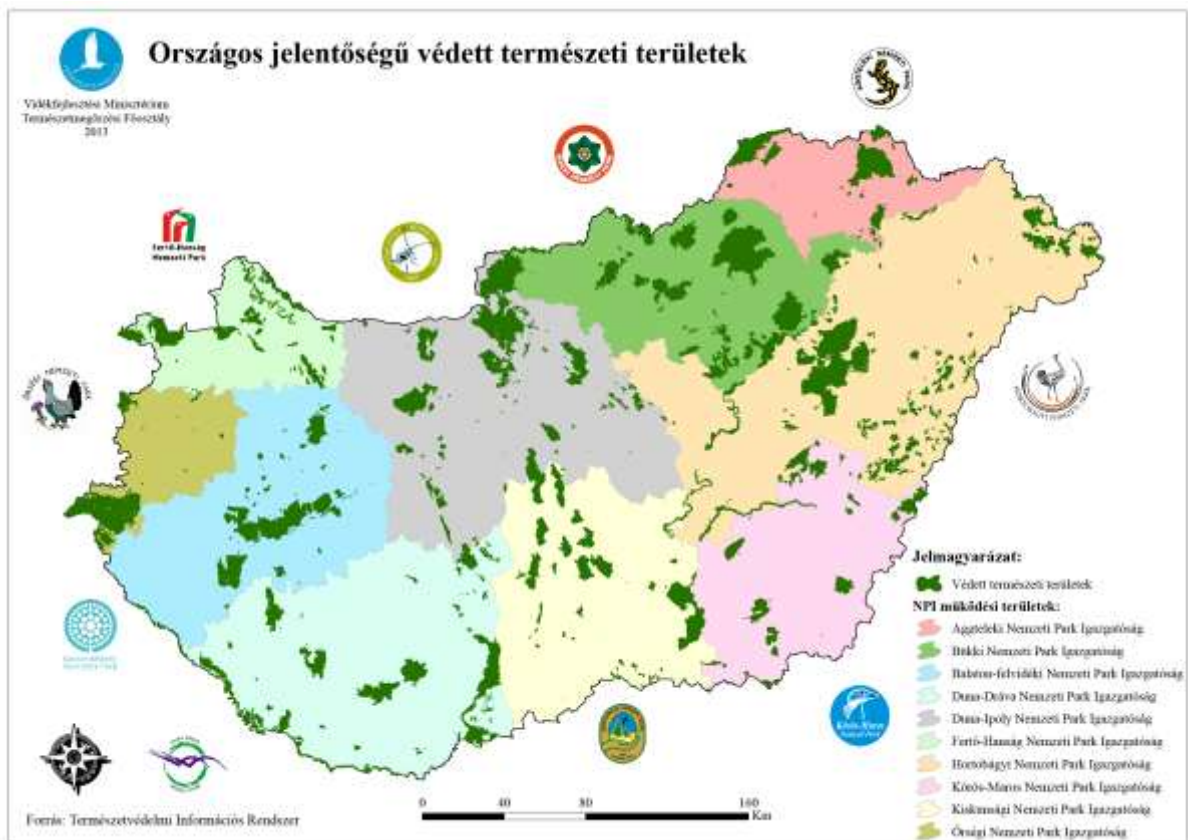 Országos jelentőségű védett természeti területek
Vidékfejlesztési Minisztérium
Természetmegőrzési Főosztály
2013
Fertő-Hanság
Nemzeti Park
Jelmagyarázat:
Védett természeti területek
NPI működési területek:
Aggteleki Nemzeti Park Igazgatóság
Bükki Nemzeti Park Igazgatóság
Balaton-felvidéki Nemzeti Park Igazgatóság
Duna-Dráva Nemzeti Park Igazgatóság
Duna-Ipoly Nemzeti Park Igazgatóság
Fertő-Hanság Nemzeti Park Igazgatóság
Hortobágyi Nemzeti Park Igazgatóság
Körös-Maros Nemzeti Park Igazgatóság
Kiskunsági Nemzeti Park Igazgatóság
Őrségi Nemzeti Park Igazgatóság
Körös-Maros
0 40 80 160
Km
Forrás: Természetvédelmi Információs Rendszer